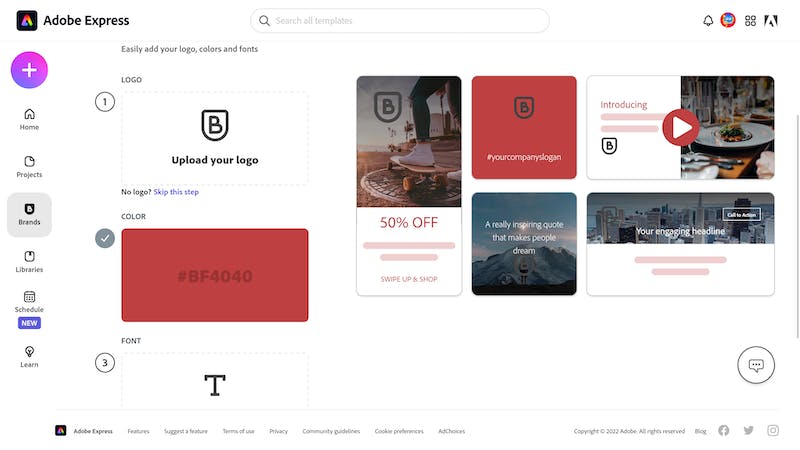 Adobe Express
Search all templates
Easily add your logo, colors and fonts
LOGO
1
B
Upload your logo
No logo? Skip this step
COLOR
#BF4040
FONT
3
T
Home
Projects
B
Brands
Libraries
Schedule
NEW
Learn
B
50% OFF
SWIPE UP & SHOP
B
#yourcompanyslogan
Introducing
B
A really inspiring quote
that makes people
dream
Call to Action
Your engaging headline
Adobe Express
Features
Suggest a feature
Terms of use
Privacy
Community guidelines
Cookie preferences
AdChoices
Copyright © 2022 Adobe. All rights reserved
Blog